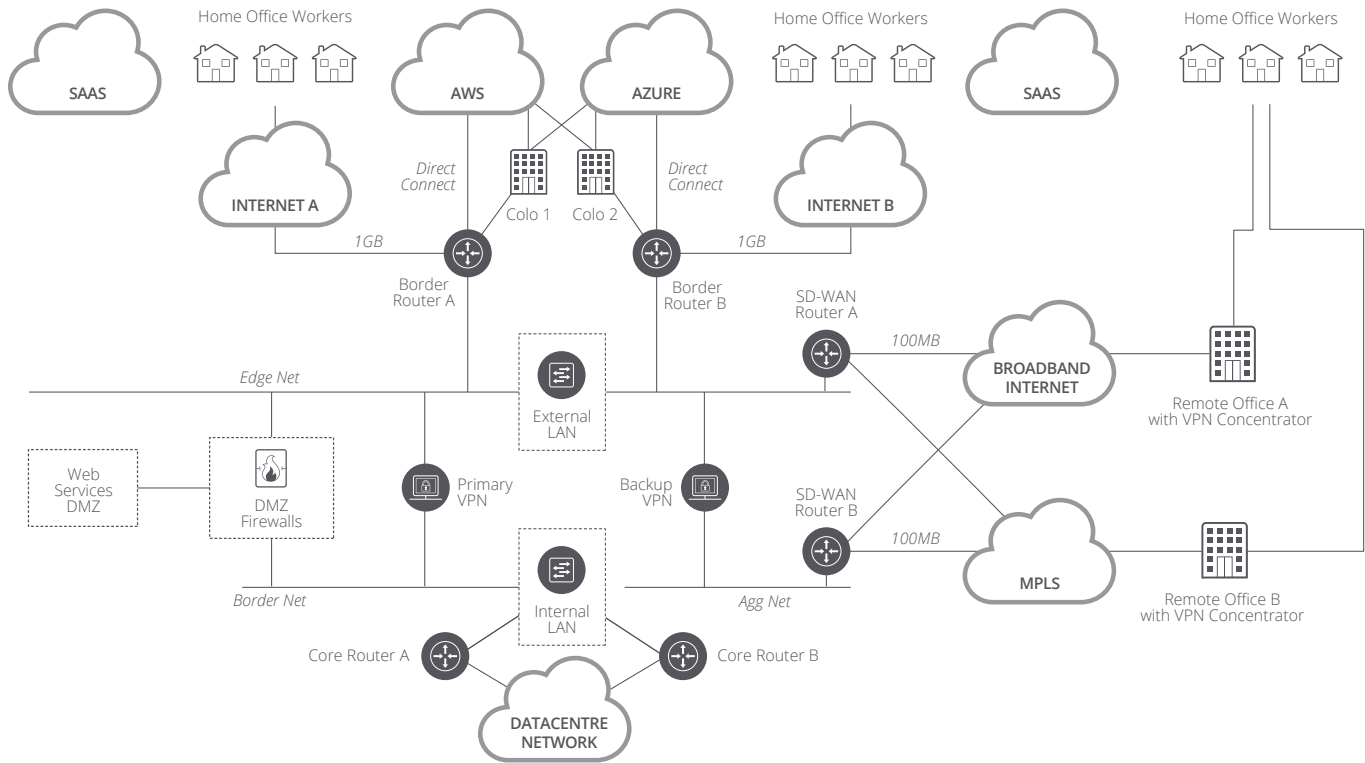 Home Office Workers
Home Office Workers
Home Office Workers
SAAS
AWS
AZURE
SAAS
Direct
Connect
Direct
Connect
INTERNET A
Colo 1
Colo 2
INTERNET B
1GB
1GB
Border
Router A
Border
Router B
SD-WAN
Router A
100MB
BROADBAND
INTERNET
Edge Net
External
LAN
Remote Office A
with VPN Concentrator
Web
Services
DMZ
DMZ
Firewalls
Primary
VPN
Backup
VPN
SD-WAN
Router B
100MB
MPLS
Border Net
Internal
LAN
Agg Net
Remote Office B
with VPN Concentrator
Core Router A
Core Router B
DATACENTRE
NETWORK